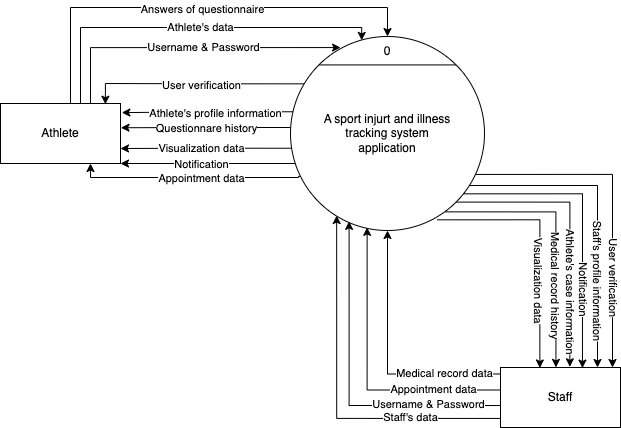 Answers of questionnaire
Athlete's data
Username & Password
0
User verification
Athlete's profile information
Questionnare history
Visualization data
Notification
Appointment data
Athlete
A sport injurt and illness
tracking system
application
User verification
Staff's profile information
Notification
Athlete's case information
Medical record history
Visualization data
Medical record data
Appointment data
Username & Password
Staff's data
Staff